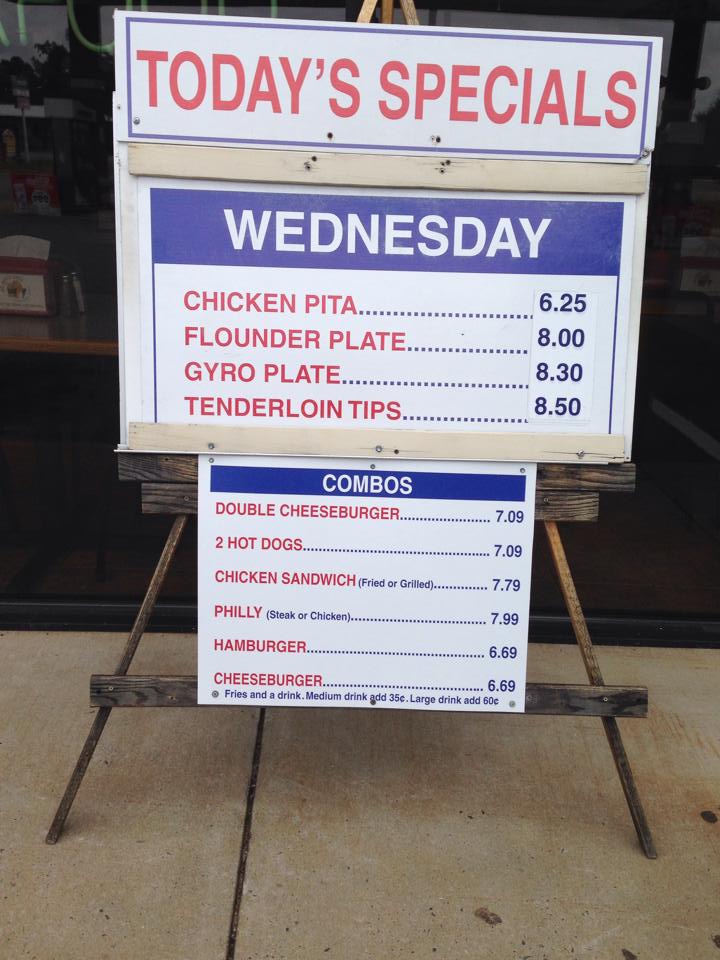 TODAY'S SPECIALS
WEDNESDAY
CHICKEN PITA.................... 6.25
FLOUNDER PLATE.............. 8.00
GYRO PLATE...................... 8.30
TENDERLOIN TIPS............... 8.50
COMBOS
DOUBLE CHEESEBURGER...................... 7.09
2 HOT DOGS.............................................. 7.09
CHICKEN SANDWICH (Fried or Grelled)............. 7.79
PHILLY (Steak or Chicken)................................. 7.99
HAMBURGER............................................. 6.69
CHEESEBURGER........................................ 6.69
Fries and a drink. Medium drink add 35¢. Large drink add 60¢